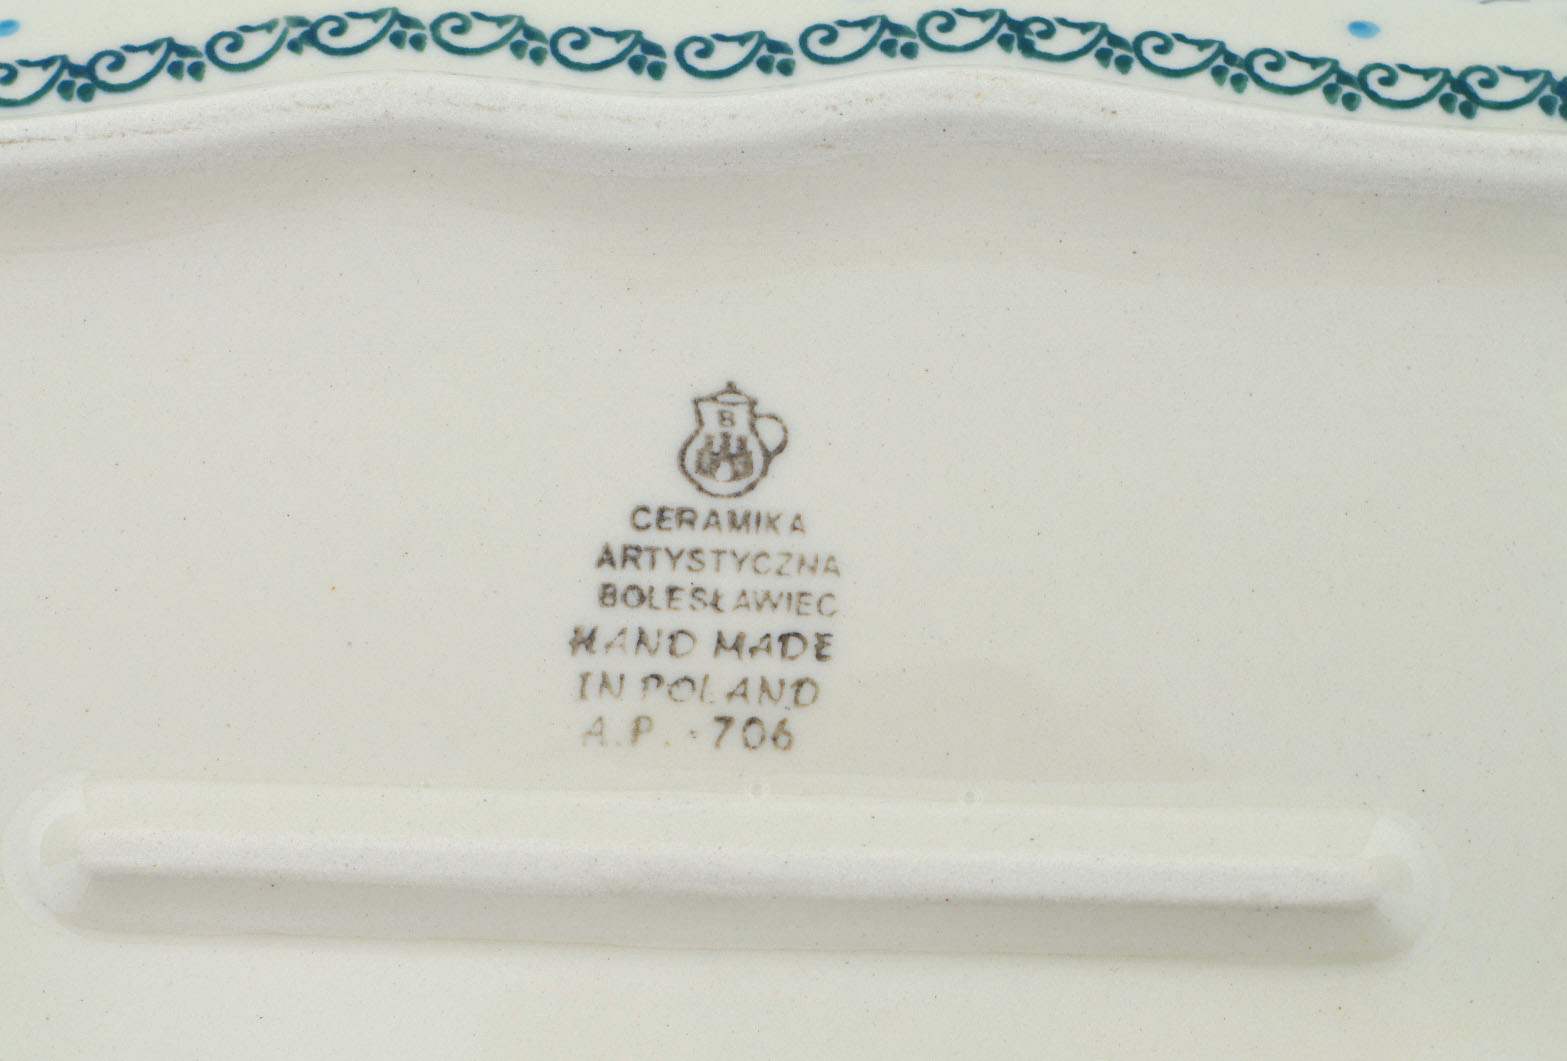 B
CERAMIKA
ARTYSTYCZNA
BOLESŁAWIEC
HAND MADE
IN POLAND
A.P. - 706